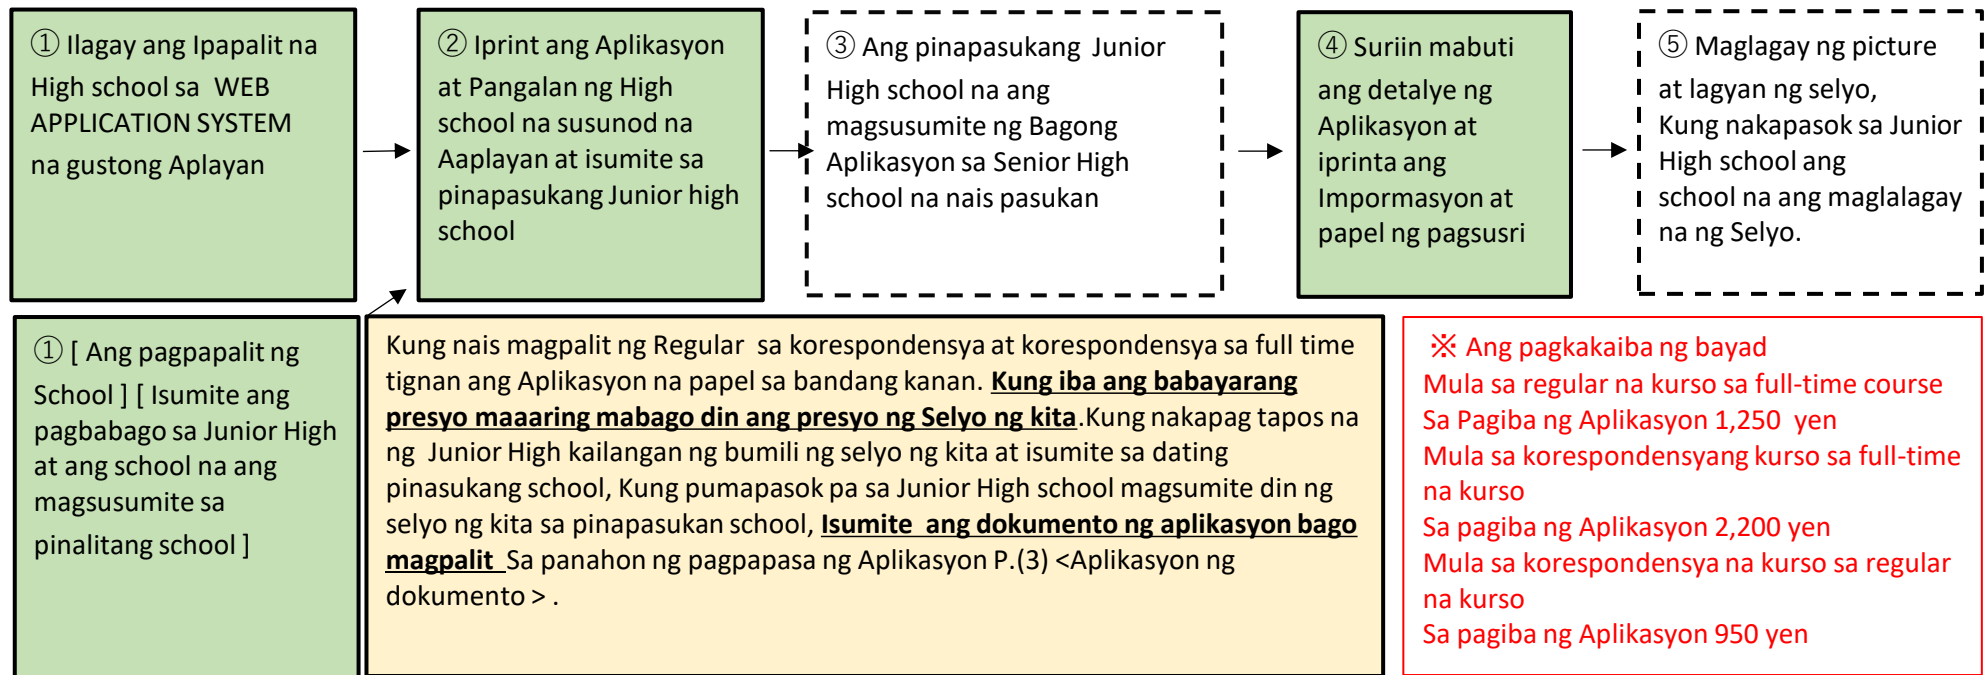 ① Ilagay ang Ipapalit na
High school sa  WEB
APPLICATION SYSTEM
na gustong Aplayan
② Iprint ang Aplikasyon
at Pangalan ng High
school na susunod na
Aaplayan at isumite sa
pinapasukang Junior high
school
③ Ang pinapasukang  Junior
High school na ang
magsusumite ng Bagong
Aplikasyon sa Senior High
school na nais pasukan
④ Suriin mabuti
ang detalye ng
Aplikasyon at
iprinta ang
Impormasyon at
papel ng pagsusri
⑤ Maglagay ng picture
at lagyan ng selyo,
Kung nakapasok sa Junior
High school ang
school na ang maglalagay
na ng Selyo.
① [ Ang pagpapalit ng
School ] [ Isumite ang
pagbabago sa Junior High
at ang school na ang
magsusumite sa
pinalitang school ]
Kung nais magpalit ng Regular  sa korespondensya at korespondensya sa full time
tignan ang Aplikasyon na papel sa bandang kanan. Kung iba ang babayarang
presyo maaaring mabago din ang presyo ng Selyo ng kita.Kung nakapag tapos na
ng  Junior High kailangan ng bumili ng selyo ng kita at isumite sa dating
pinasukang school, Kung pumapasok pa sa Junior High school magsumite din ng
selyo ng kita sa pinapasukan school, Isumite  ang dokumento ng aplikasyon bago
magpalit  Sa panahon ng pagpapasa ng Aplikasyon P.(3) <Aplikasyon ng
dokumento > .
※ Ang pagkakaiba ng bayad
Mula sa regular na kurso sa full-time course
Sa Pagiba ng Aplikasyon 1,250  yen
Mula sa korespondensyang kurso sa full-time
na kurso
Sa pagiba ng Aplikasyon 2,200 yen
Mula sa korespondensya na kurso sa regular
na kurso
Sa pagiba ng Aplikasyon 950 yen